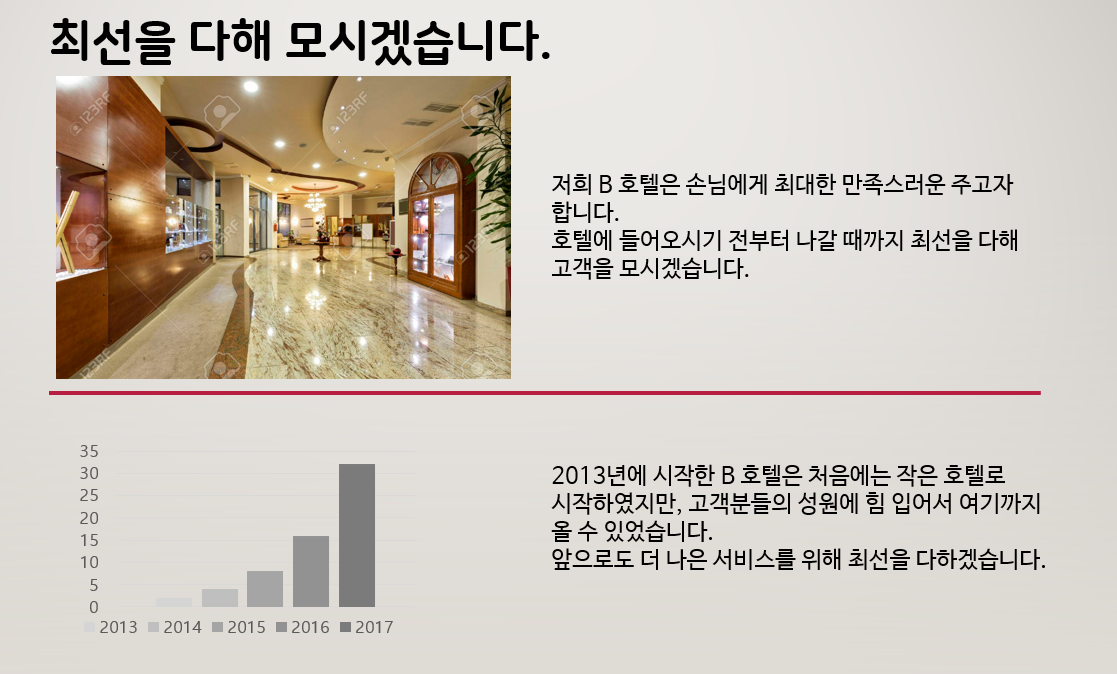 최선을 다해 모시겠습니다.
123RF
123RF
123RF
123RF
123RF
123RF
저희 B 호텔은 손님에게 최대한 만족스러운 주고자
합니다.
호텔에 들어오시기 전부터 나갈 때까지 최선을 다해
고객을 모시겠습니다.
35
30
25
20
15
10
5
0
2013 2014 2015 2016 2017
2013년에 시작한 B 호텔은 처음에는 작은 호텔로
시작하였지만, 고객분들의 성원에 힘 입어서 여기까지
올 수 있었습니다.
앞으로도 더 나은 서비스를 위해 최선을 다하겠습니다.